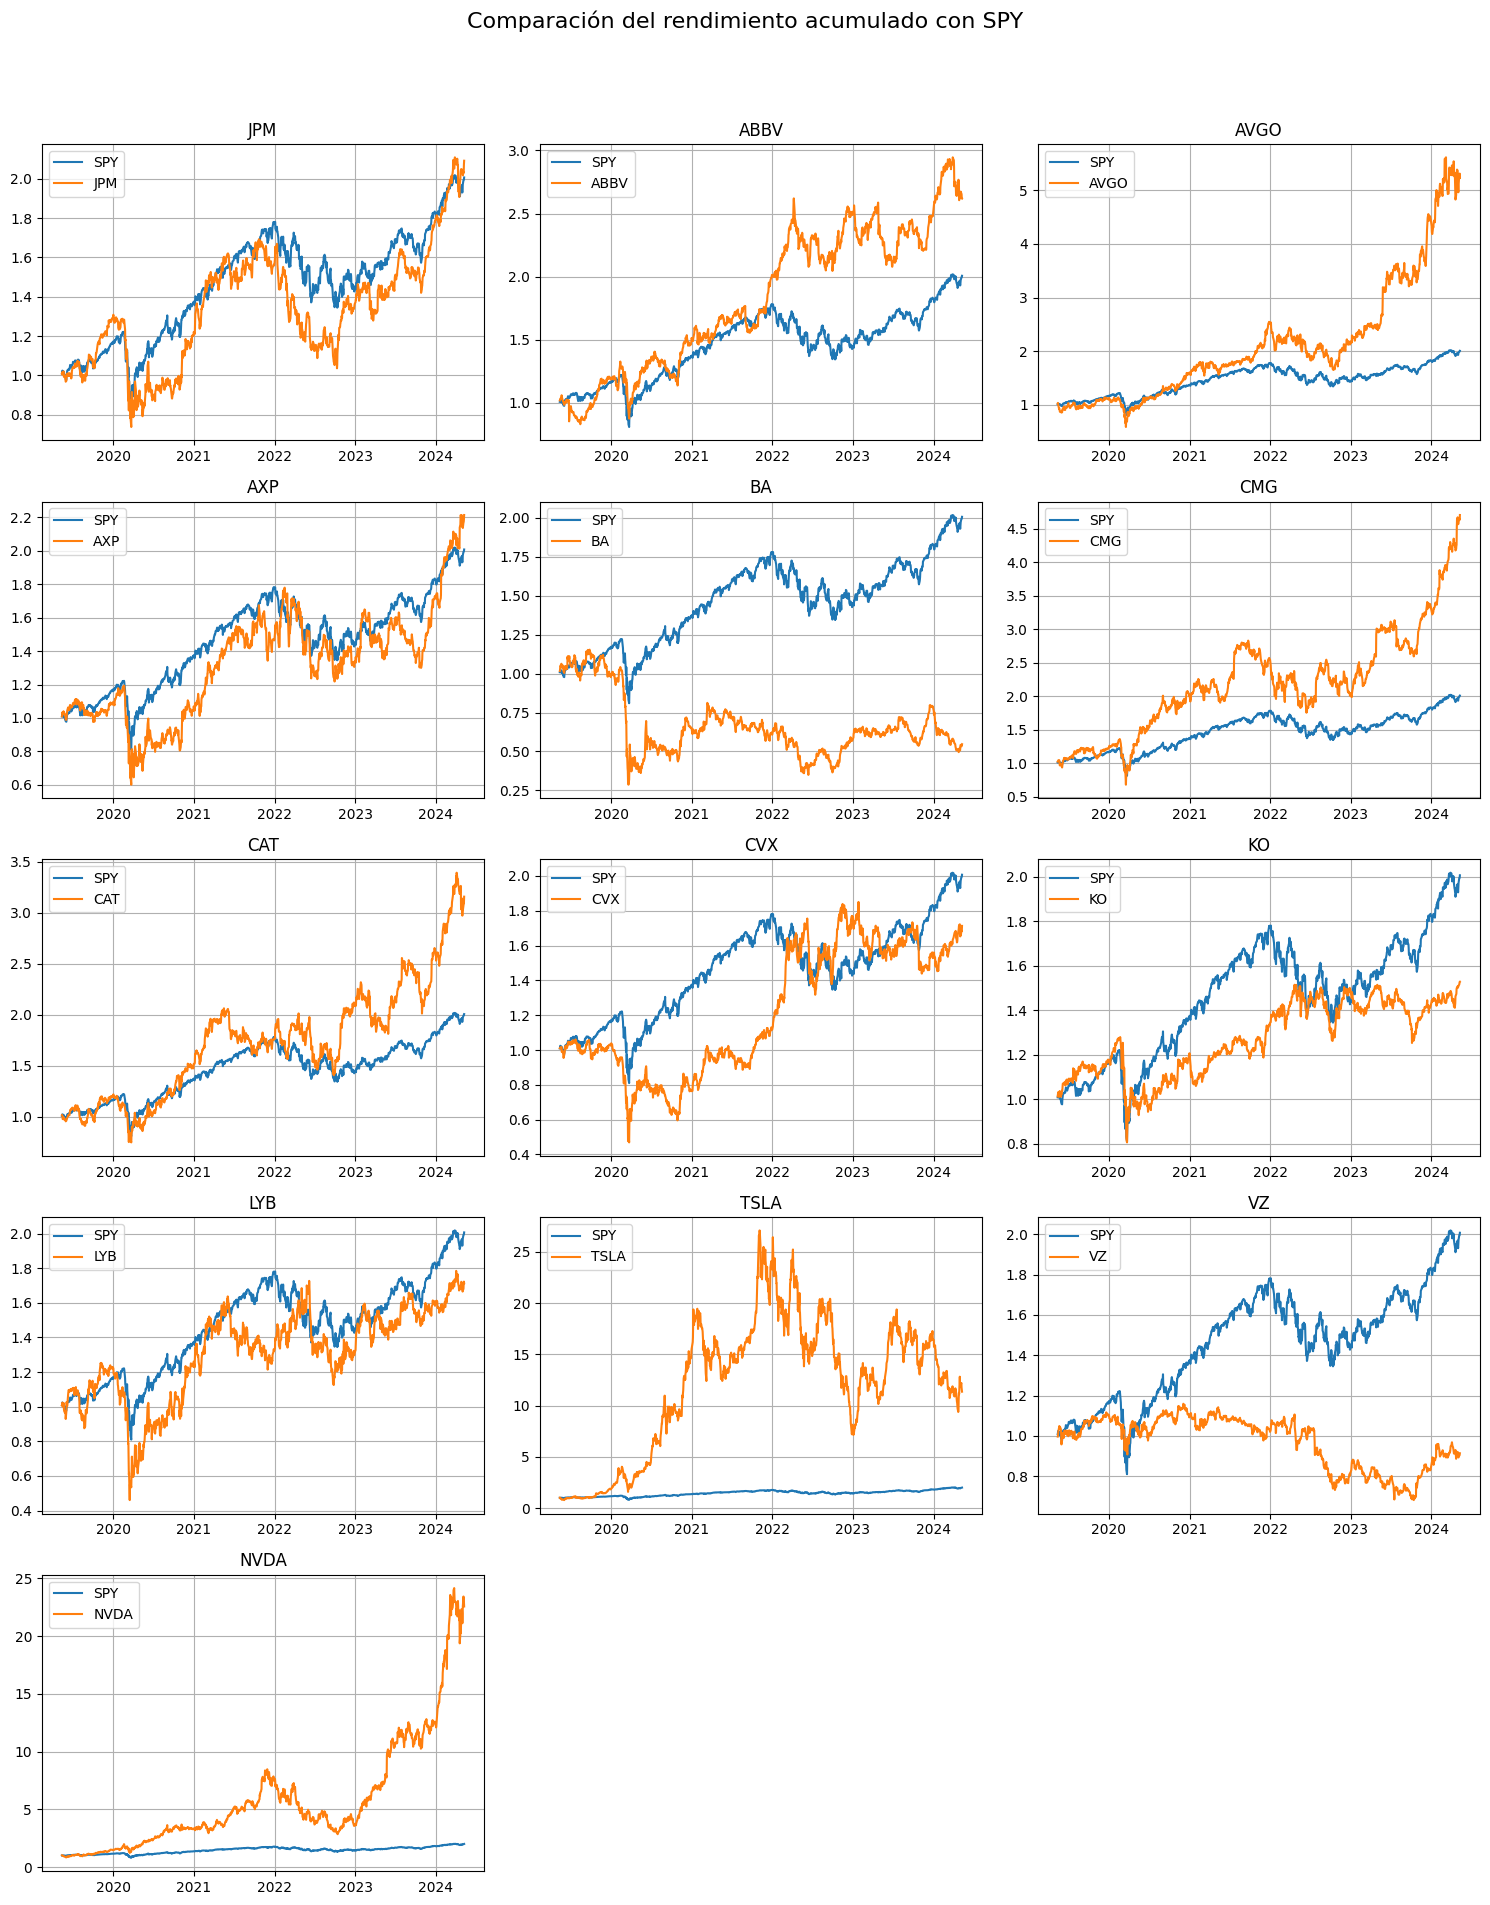 Comparación del rendimiento acumulado con SPY
JPM
SPY
JPM
2.0
1.8
1.6
1.4
1.2
1.0
0.8
2020 2021 2022 2023 2024
ABBV
SPY
ABBV
3.0
2.5
2.0
1.5
1.0
2020 2021 2022 2023 2024
AVGO
SPY
AVGO
5
4
3
2
1
2020 2021 2022 2023 2024
AXP
SPY
AXP
2.2
2.0
1.8
1.6
1.4
1.2
1.0
0.8
0.6
2020 2021 2022 2023 2024
BA
SPY
BA
2.00
1.75
1.50
1.25
1.00
0.75
0.50
0.25
2020 2021 2022 2023 2024
CMG
SPY
CMG
4.5
4.0
3.5
3.0
2.5
2.0
1.5
1.0
0.5
2020 2021 2022 2023 2024
CAT
SPY
CAT
3.5
3.0
2.5
2.0
1.5
1.0
2020 2021 2022 2023 2024
CVX
SPY
CVX
2.0
1.8
1.6
1.4
1.2
1.0
0.8
0.6
0.4
2020 2021 2022 2023 2024
KO
SPY
KO
2.0
1.8
1.6
1.4
1.2
1.0
0.8
2020 2021 2022 2023 2024
LYB
SPY
LYB
2.0
1.8
1.6
1.4
1.2
1.0
0.8
0.6
0.4
2020 2021 2022 2023 2024
TSLA
SPY
TSLA
25
20
15
10
5
0
2020 2021 2022 2023 2024
VZ
SPY
VZ
2.0
1.8
1.6
1.4
1.2
1.0
0.8
2020 2021 2022 2023 2024
NVDA
SPY
NVDA
25
20
15
10
5
0
2020 2021 2022 2023 2024